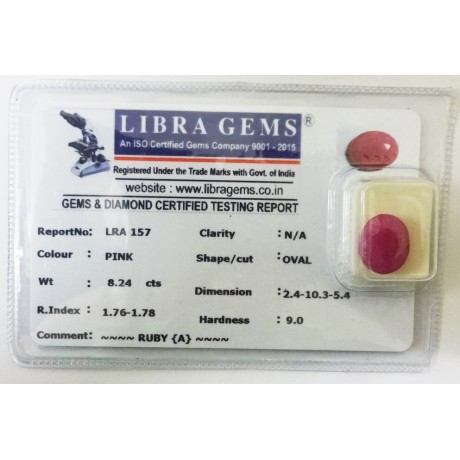 LIBRA GEMS ®
An ISO Certified Gems Company 9001 - 2015
Registered Under the Trade Marks with Govt. of India
website : www.libragems.co.in
GEMS & DIAMOND CERTIFIED TESTING REPORT
ReportNo: LRA 157 Clarity : N/A
Colour : PINK Shape/cut : OVAL
Wt : 8.24 cts
Dimension : 2.4-10.3-5.4
R.Index : 1.76-1.78 Hardness : 9.0
Comment : ~~~~ RUBY {A} ~~~~